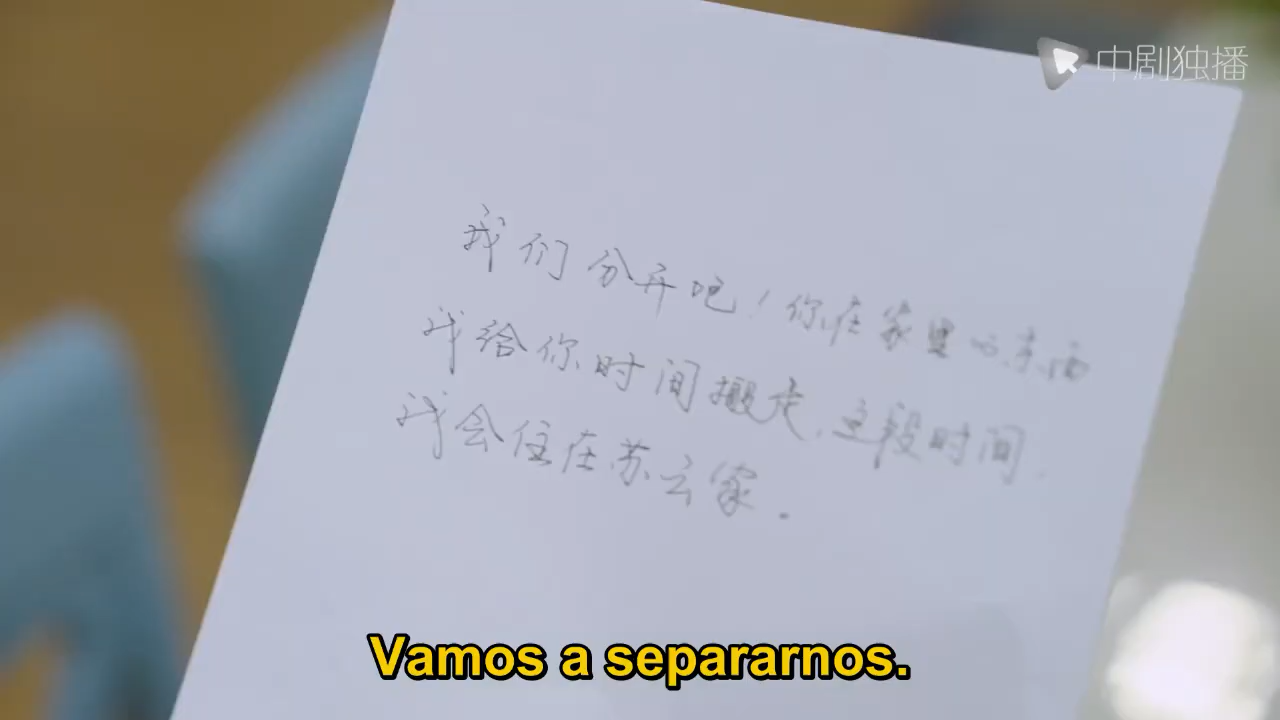 中剧独播
我们分开吧！你在家里的东西
我给你时间搬走，这段时间，
我会住在苏云家．
Vamos a separarnos.